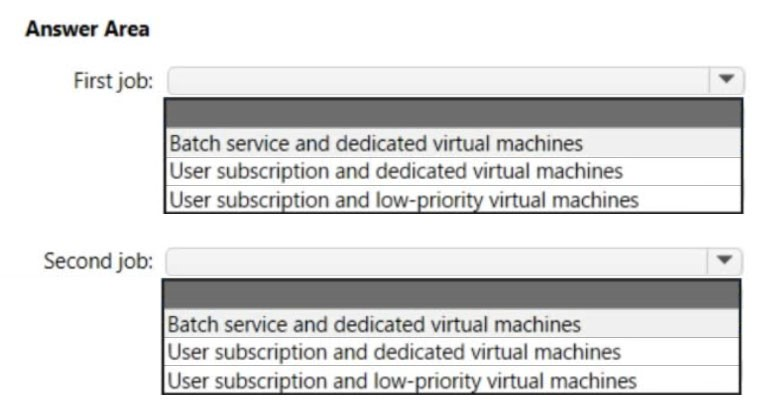 Answer Area
First job:
Batch service and dedicated virtual machines
User subscription and dedicated virtual machines
User subscription and low-priority virtual machines
Second job:
Batch service and dedicated virtual machines
User subscription and dedicated virtual machines
User subscription and low-priority virtual machines